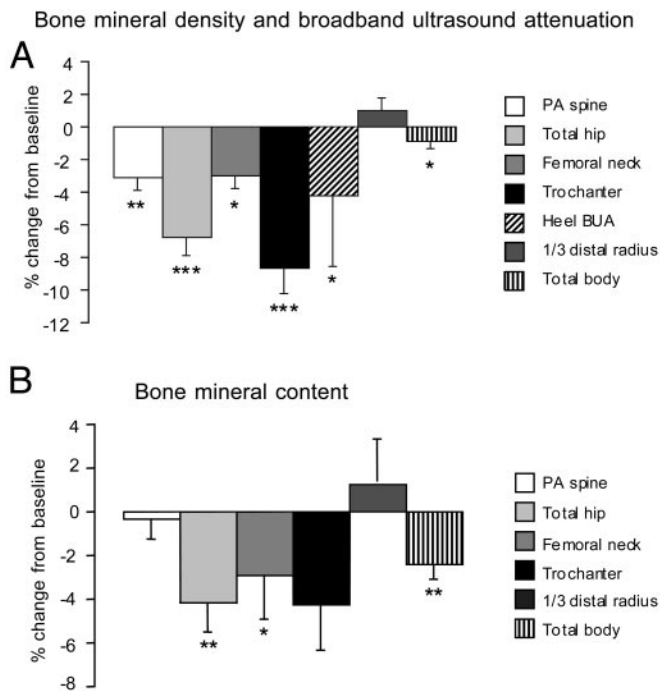 Bone mineral density and broadband ultrasound attenuation
A
% change from baseline
4
2
0
-2
-4
-6
-8
-10
-12
**
***
*
***
*
*
PA spine
Total hip
Femoral neck
Trochanter
Heel BUA
1/3 distal radius
Total body
B
Bone mineral content
% change from baseline
4
2
0
-2
-4
-6
-8
**
*
**
PA spine
Total hip
Femoral neck
Trochanter
1/3 distal radius
Total body